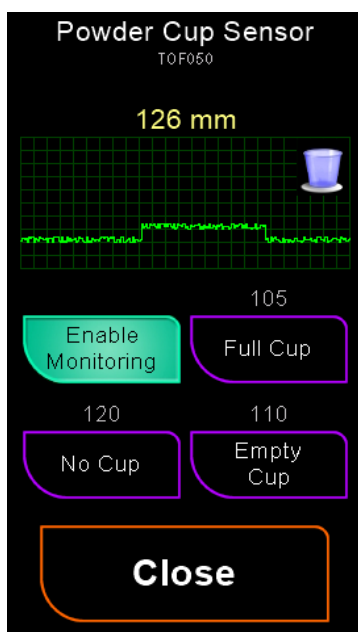 Powder Cup Sensor
TOF050
126 mm
105
Enable
Monitoring
Full Cup
120
110
No Cup
Empty
Cup
Close